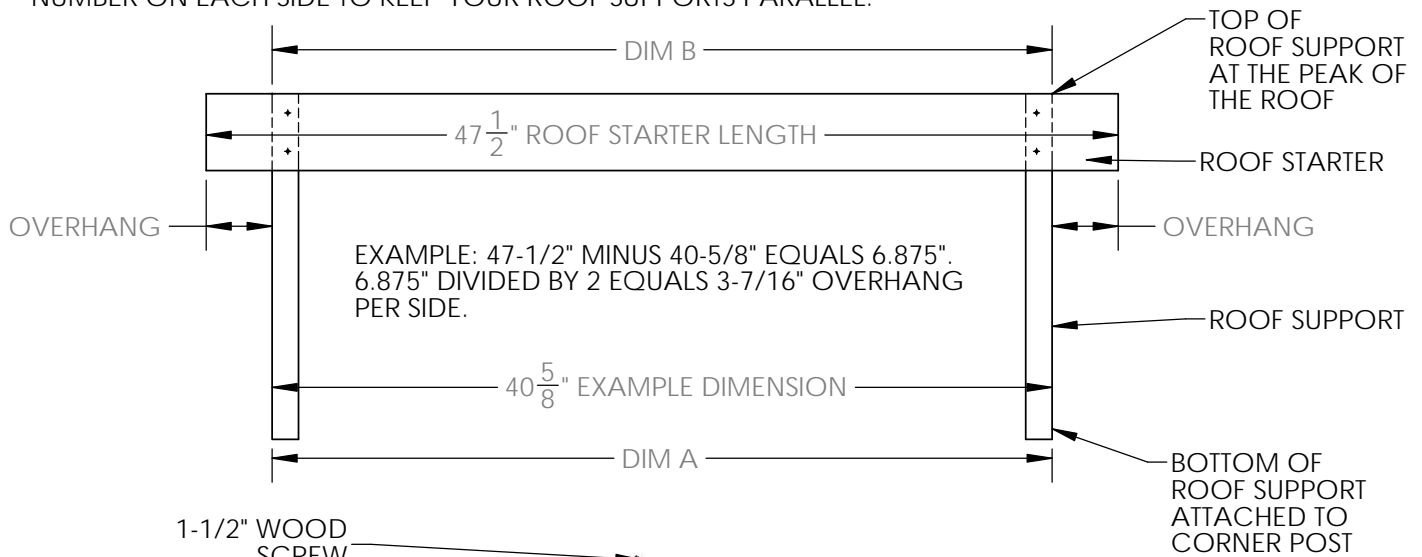 NUMBER ON EACH SIDE TO KEEP YOUR ROOF SUPPORTS PARALLEL.
DIM B
TOP OF
ROOF SUPPORT
AT THE PEAK OF
THE ROOF
47 1/2" ROOF STARTER LENGTH
ROOF STARTER
OVERHANG
OVERHANG
EXAMPLE: 47-1/2" MINUS 40-5/8" EQUALS 6.875".
6.875" DIVIDED BY 2 EQUALS 3-7/16" OVERHANG
PER SIDE.
ROOF SUPPORT
40 5/8" EXAMPLE DIMENSION
DIM A
BOTTOM OF
ROOF SUPPORT
ATTACHED TO
CORNER POST
1-1/2" WOOD
SCREW